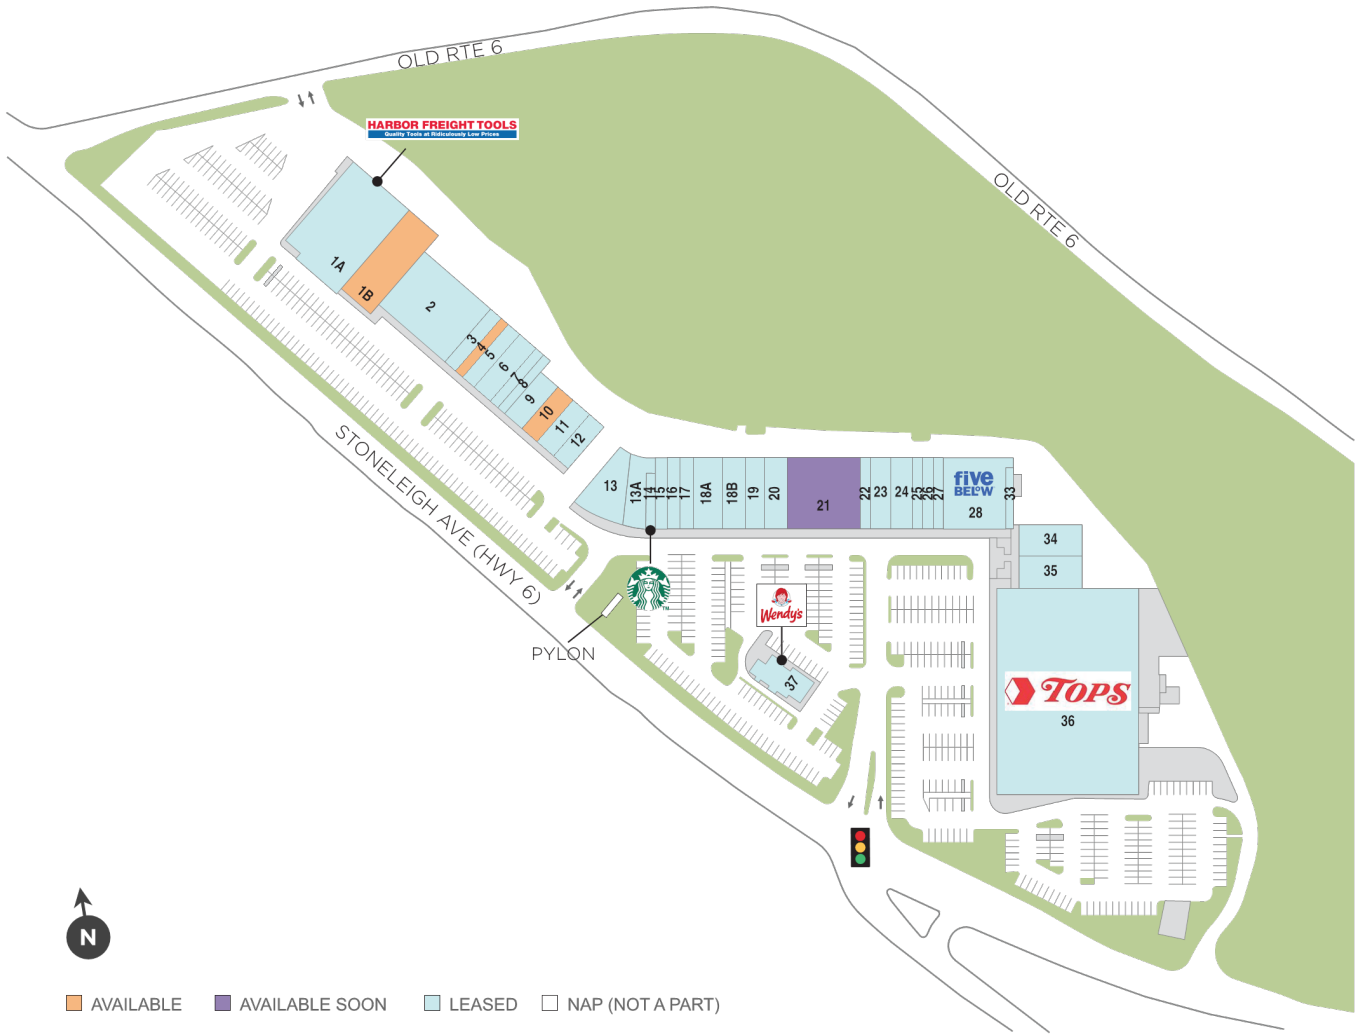 OLD RTE 6
HARBOR FREIGHT TOOLS
Quality Tools at Ridiculously Low Prices
OLD RTE 6
1A
1B
2
3
4
5
6
7
8
9
10
11
12
STONELEIGH AVE (HWY 6)
13
13A
14
15
16
17
18A
18B
19
20
21
22
23
24
25
26
27
five
BEL°W
28
33
34
35
Wendy's
PYLON
37
TOPS
36
N
AVAILABLE
AVAILABLE SOON
LEASED
NAP (NOT A PART)